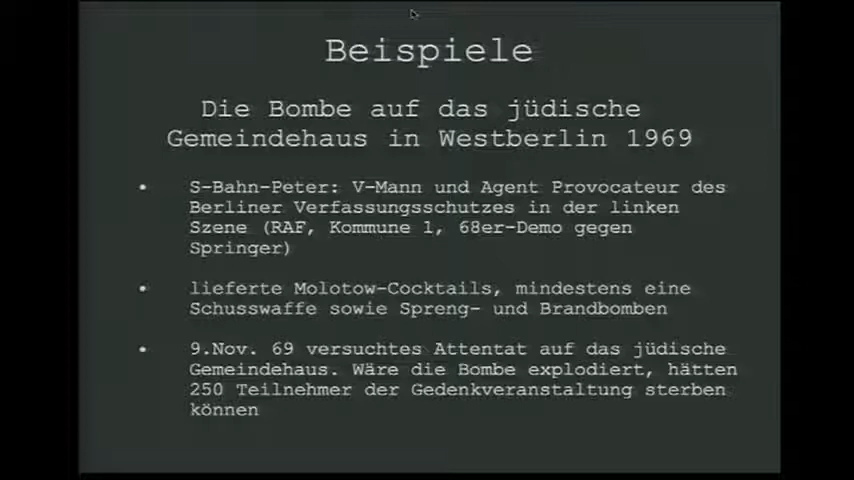 Beispiele
Die Bombe auf das jüdische
Gemeindehaus in Westberlin 1969
• S-Bahn-Peter: V-Mann und Agent Provocateur des
Berliner Verfassungsschutzes in der linken
Szene (RAF, Kommune 1, 68er-Demo gegen
Springer)
• lieferte Molotow-Cocktails, mindestens eine
Schusswaffe sowie Spreng- und Brandbomben
• 9.Nov. 69 versuchtes Attentat auf das jüdische
Gemeindehaus. Wäre die Bombe explodiert, hätten
250 Teilnehmer der Gedenkveranstaltung sterben
können